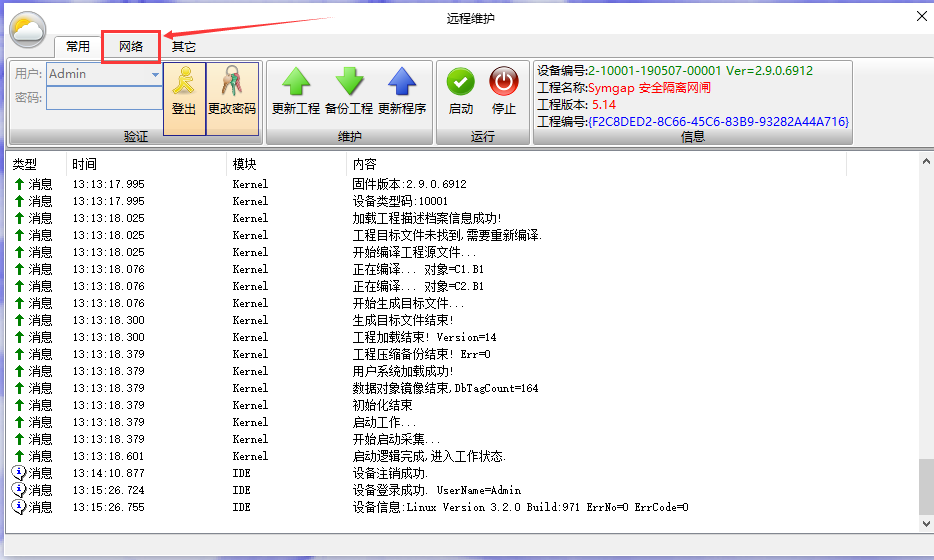 远程维护
常用 网络 其它
用户: Admin
密码:
登出 更改密码
验证
更新工程 备份工程 更新程序
维护
启动 停止
运行
设备编号:2-10001-190507-00001 Ver=2.9.0.6912
工程名称:Symgap 安全隔离网闸
工程版本: 5.14
工程编号:{F2C8DED2-8C66-45C6-83B9-93282A44A716}
信息
类型 时间 模块 内容
消息 13:13:17.995 Kernel 固件版本:2.9.0.6912
消息 13:13:17.995 Kernel 设备类型码:10001
消息 13:13:18.025 Kernel 加载工程描述档案信息成功!
消息 13:13:18.025 Kernel 工程目标文件未找到,需要重新编译.
消息 13:13:18.025 Kernel 开始编译工程源文件...
消息 13:13:18.076 Kernel 正在编译... 对象=C1.B1
消息 13:13:18.076 Kernel 正在编译... 对象=C2.B1
消息 13:13:18.076 Kernel 开始生成目标文件...
消息 13:13:18.300 Kernel 生成目标文件结束!
消息 13:13:18.300 Kernel 工程加载结束! Version=14
消息 13:13:18.379 Kernel 工程压缩备份结束! Err=0
消息 13:13:18.379 Kernel 用户系统加载成功!
消息 13:13:18.379 Kernel 数据对象镜像结束,DbTagCount=164
消息 13:13:18.379 Kernel 初始化结束
消息 13:13:18.379 Kernel 启动工作...
消息 13:13:18.379 Kernel 开始启动采集...
消息 13:13:18.601 Kernel 启动逻辑完成,进入工作状态.
消息 13:14:10.877 IDE 设备注销成功.
消息 13:15:26.724 IDE 设备登录成功. UserName=Admin
消息 13:15:26.755 IDE 设备信息:Linux Version 3.2.0 Build:971 ErrNo=0 ErrCode=0